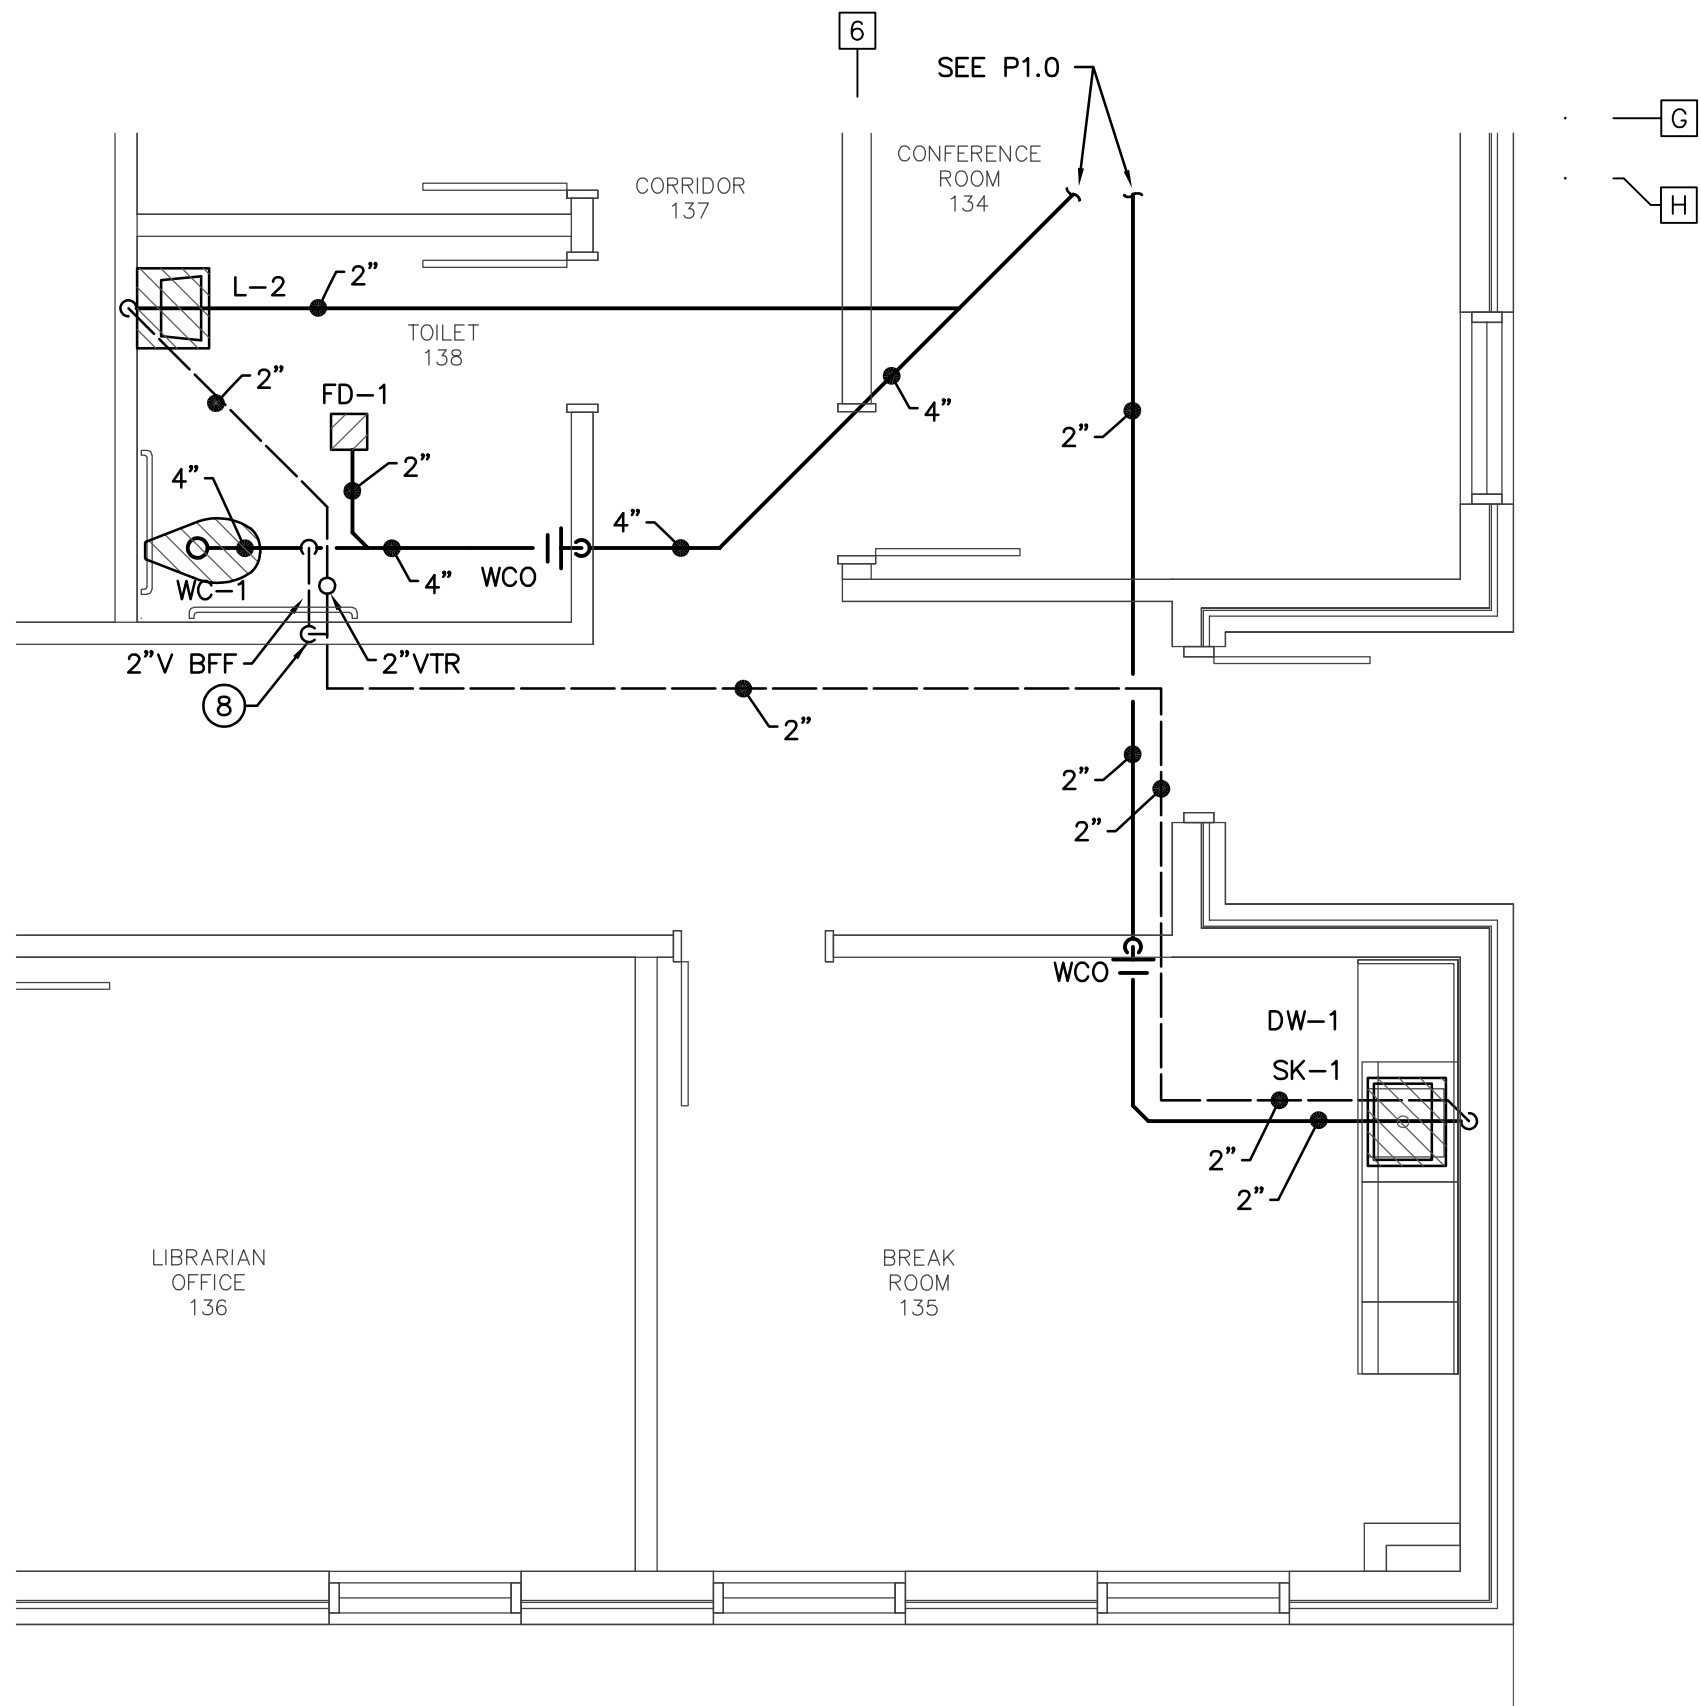 6
SEE P1.0
G
H
CONFERENCE
ROOM
134
CORRIDOR
137
L-2
2"
TOILET
138
2"
FD-1
4"
2"
2"
4"
4"
4"
WCO
WC-1
2"V BFF
2"VTR
8
2"
2"
2"
WCO
DW-1
SK-1
2"
2"
LIBRARIAN
OFFICE
136
BREAK
ROOM
135